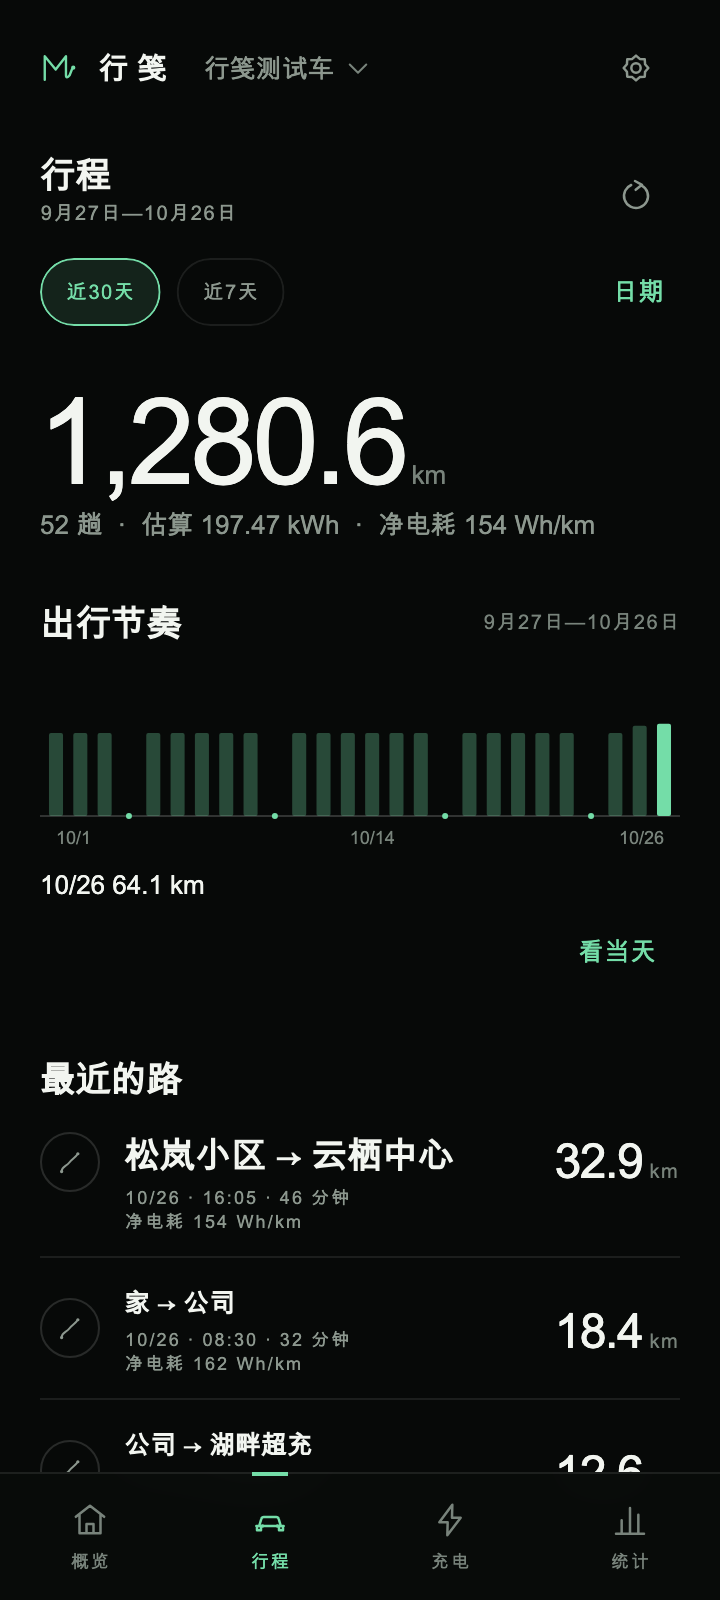 行笺 行笺测试车
行程
9月27日—10月26日
近30天 近7天 日期
1,280.6 km
52 趟 · 估算 197.47 kWh · 净电耗 154 Wh/km
出行节奏 9月27日—10月26日
10/1 10/14 10/26
10/26 64.1 km
看当天
最近的路
松岚小区 → 云栖中心 32.9 km
10/26 · 16:05 · 46 分钟
净电耗 154 Wh/km
家 → 公司 18.4 km
10/26 · 08:30 · 32 分钟
净电耗 162 Wh/km
公司 → 湖畔超充 12.6
概览 行程 充电 统计